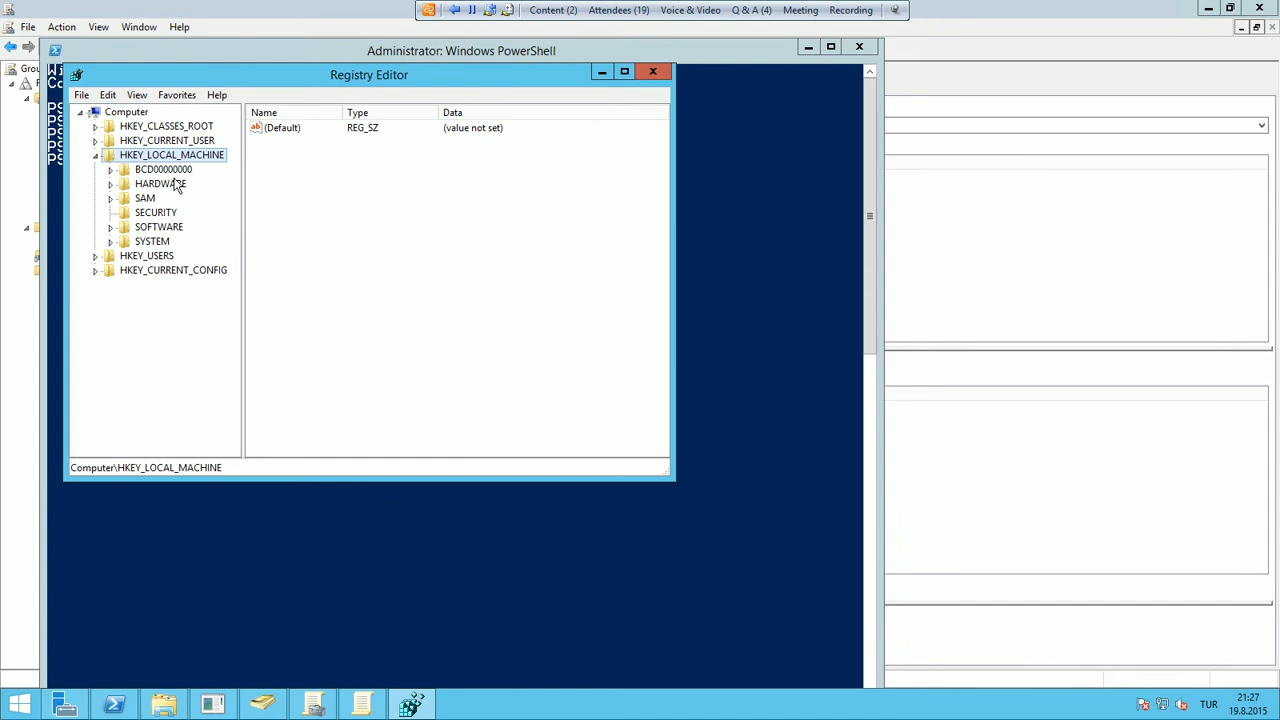 Content (2) Attendees (19) Voice & Video Q & A (4) Meeting Recording
File Action View Window Help
Administrator: Windows PowerShell
Registry Editor
File Edit View Favorites Help
Computer
HKEY_CLASSES_ROOT
HKEY_CURRENT_USER
HKEY_LOCAL_MACHINE
BCD00000000
HARDWARE
SAM
SECURITY
SOFTWARE
SYSTEM
HKEY_USERS
HKEY_CURRENT_CONFIG
Name Type Data
ab (Default) REG_SZ (value not set)
Computer\HKEY_LOCAL_MACHINE
TUR
21:27
19.8.2015